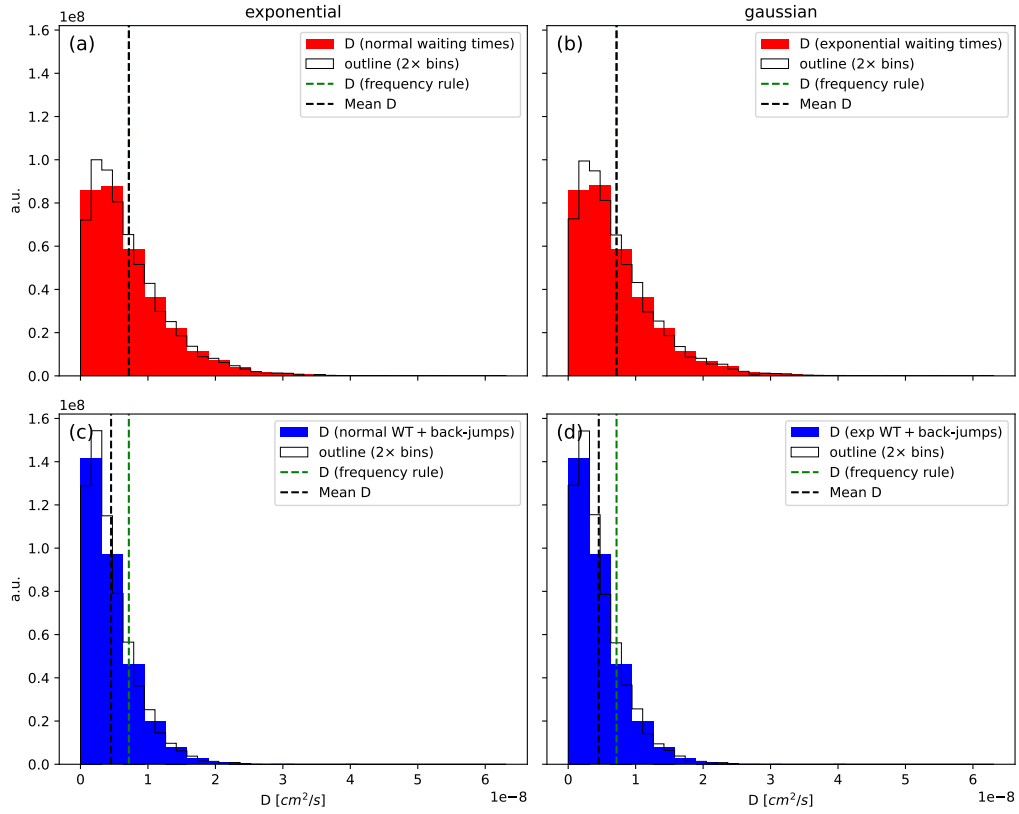 exponential
gaussian
1e8
(a)
D (normal waiting times)
outline (2× bins)
D (frequency rule)
Mean D
1.6
1.4
1.2
1.0
0.8
0.6
0.4
0.2
0.0
a.u.
(b)
D (exponential waiting times)
outline (2× bins)
D (frequency rule)
Mean D
1e8
(c)
D (normal WT + back-jumps)
outline (2× bins)
D (frequency rule)
Mean D
1.6
1.4
1.2
1.0
0.8
0.6
0.4
0.2
0.0
a.u.
0 1 2 3 4 5 6
1e−8
D [cm²/s]
(d)
D (exp WT + back-jumps)
outline (2× bins)
D (frequency rule)
Mean D
0 1 2 3 4 5 6
1e−8
D [cm²/s]